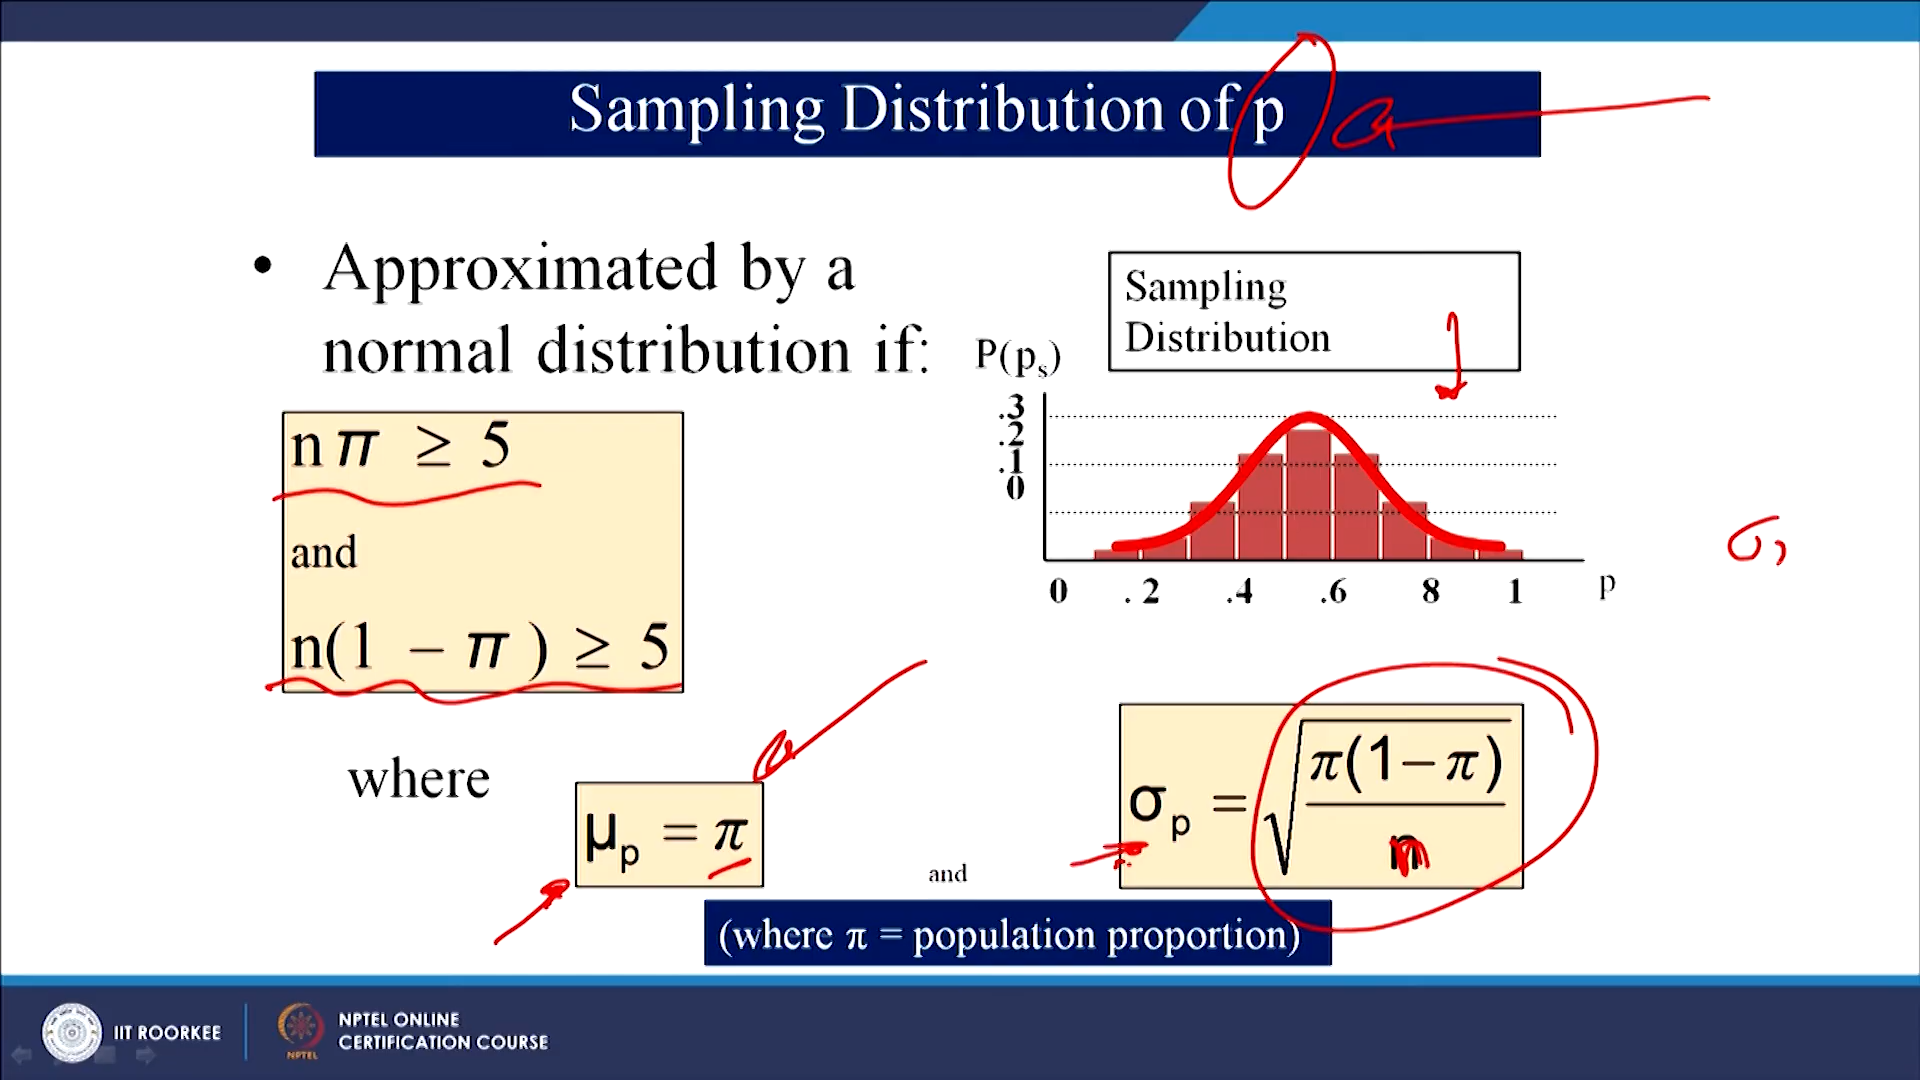 Sampling Distribution of p
• Approximated by a
normal distribution if:
nπ ≥ 5
and
n(1 − π) ≥ 5
where
μp = π
and
σp = √(π(1−π)/n)
(where π = population proportion)
Sampling
Distribution
P(ps)
.3
.2
.1
0
0 .2 .4 .6 8 1 p
σ,
IIT ROORKEE
NPTEL
NPTEL ONLINE
CERTIFICATION COURSE